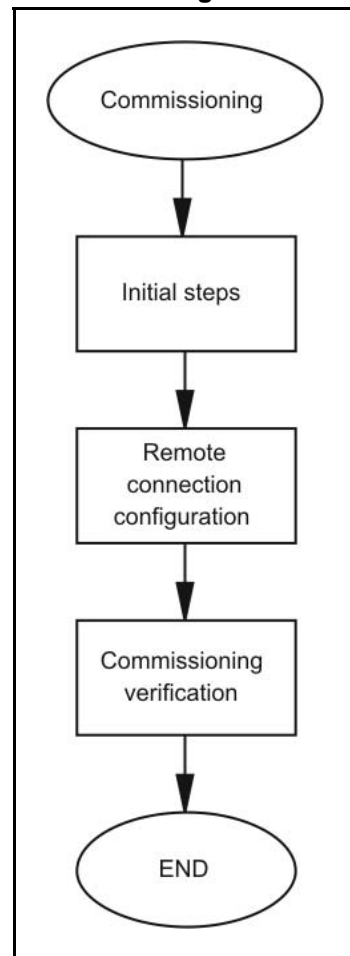 Commissioning
Initial steps
Remote
connection
configuration
Commissioning
verification
END